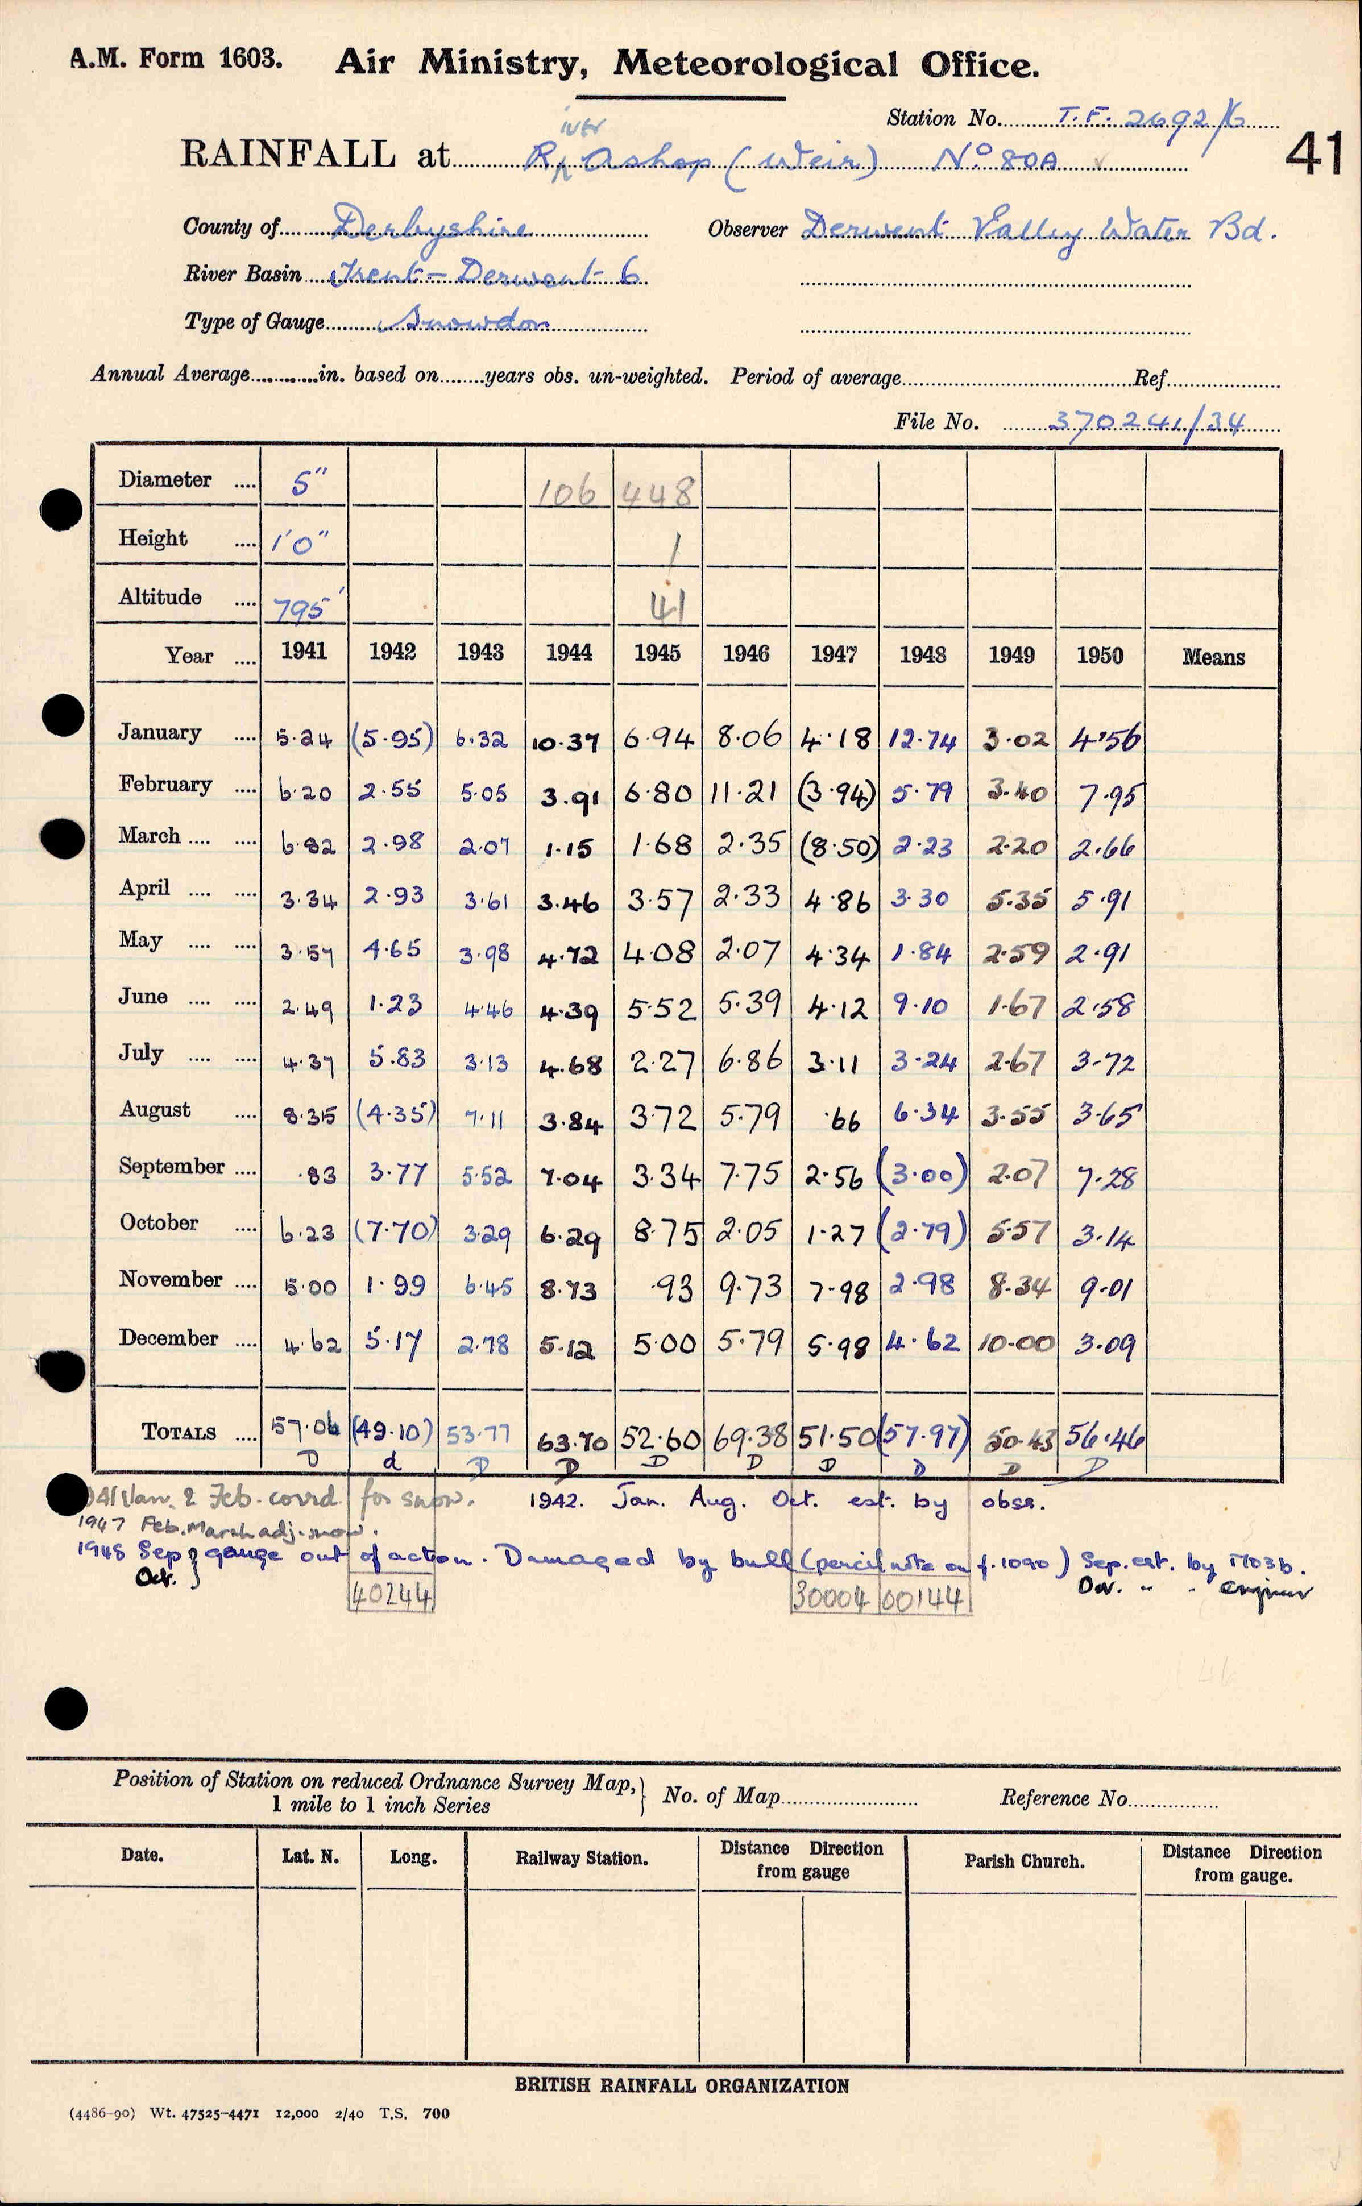 A.M. Form 1603. Air Ministry, Meteorological Office.
Station No. T.F. 2692/6
41
RAINFALL at River Ashop (Weir) No 80A
County of Derbyshire Observer Derwent Valley Water Bd.
River Basin Trent - Derwent 6
Type of Gauge Snowdon
Annual Average in. based on years obs. un-weighted. Period of average Ref.
File No. 370241/34
Diameter .... 5" 106 448
Height .... 1'0" 1
Altitude .... 795' 41
Year .... 1941 1942 1943 1944 1945 1946 1947 1948 1949 1950 Means
January .... 5.24 (5.95) 6.32 10.37 6.94 8.06 4.18 12.74 3.02 4.56
February .... 6.20 2.55 5.05 3.91 6.80 11.21 (3.94) 5.79 3.40 7.95
March .... .... 6.82 2.98 2.07 1.15 1.68 2.35 (8.50) 2.23 2.20 2.66
April .... .... 3.34 2.93 3.61 3.46 3.57 2.33 4.86 3.30 5.35 5.91
May .... .... 3.57 4.65 3.98 4.72 4.08 2.07 4.34 1.84 2.59 2.91
June .... .... 2.49 1.23 4.46 4.39 5.52 5.39 4.12 9.10 1.67 2.58
July .... .... 4.37 5.83 3.13 4.68 2.27 6.86 3.11 3.24 2.67 3.72
August .... 8.35 (4.35) 7.11 3.84 3.72 5.79 .66 6.34 3.55 3.65
September .... .83 3.77 5.52 7.04 3.34 7.75 2.56 (3.00) 2.07 7.28
October .... 6.23 (7.70) 3.29 6.29 8.75 2.05 1.27 (2.79) 5.57 3.14
November .... 5.00 1.99 6.45 8.73 .93 9.73 7.98 2.98 8.34 9.01
December .... 4.62 5.17 2.78 5.12 5.00 5.79 5.98 4.62 10.00 3.09
TOTALS .... 57.06 (49.10) 53.77 63.70 52.60 69.38 51.50 (57.97) 50.43 56.46
D d D D D D D D D D
Jan. & Feb. corrd for snow. 1942. Jan. Aug. Oct. est. by obsr.
1947 Feb. March adj. snow.
1948 Sep } gauge out of action. Damaged by bull (pencil note on f.1090) Sep. est. by MO3b.
Oct. } 40244 30004 00144 " "
Position of Station on reduced Ordnance Survey Map, } No. of Map Reference No.
1 mile to 1 inch Series
Date. Lat. N. Long. Railway Station. Distance Direction from gauge Parish Church. Distance Direction from gauge.
BRITISH RAINFALL ORGANIZATION
(4486-90) Wt. 47525-4471 12,000 2/40 T.S. 700